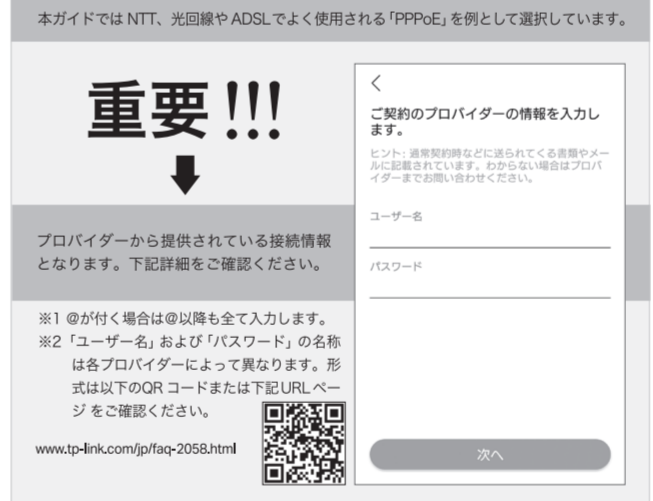 本ガイドでは NTT、光回線や ADSLでよく使用される「PPPoE」を例として選択しています。
重要 !!!
プロバイダーから提供されている接続情報
となります。下記詳細をご確認ください。
※1 @が付く場合は@以降も全て入力します。
※2「ユーザー名」および「パスワード」の名称
は各プロバイダーによって異なります。形
式は以下のQR コードまたは下記URLペー
ジ をご確認ください。
www.tp-link.com/jp/faq-2058.html
ご契約のプロバイダーの情報を入力し
ます。
ヒント: 通常契約時などに送られてくる書類やメー
ルに記載されています。わからない場合はプロバ
イダーまでお問い合わせください。
ユーザー名
パスワード
次へ